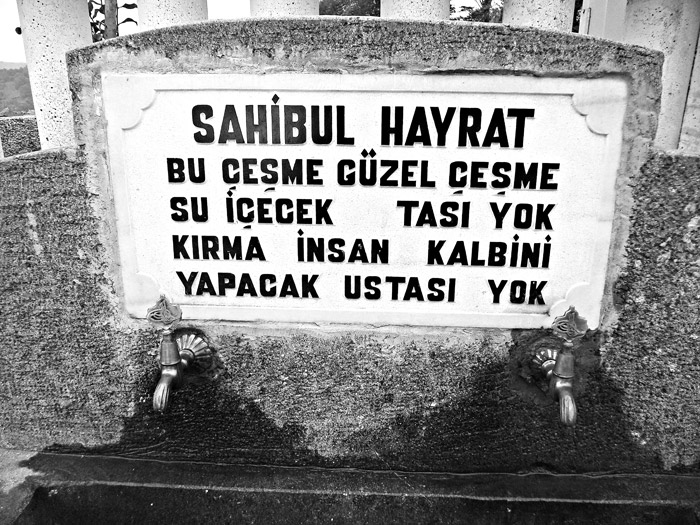 SAHİBUL HAYRAT
BU ÇEŞME GÜZEL ÇEŞME
SU İÇECEK TASI YOK
KIRMA İNSAN KALBİNİ
YAPACAK USTASI YOK